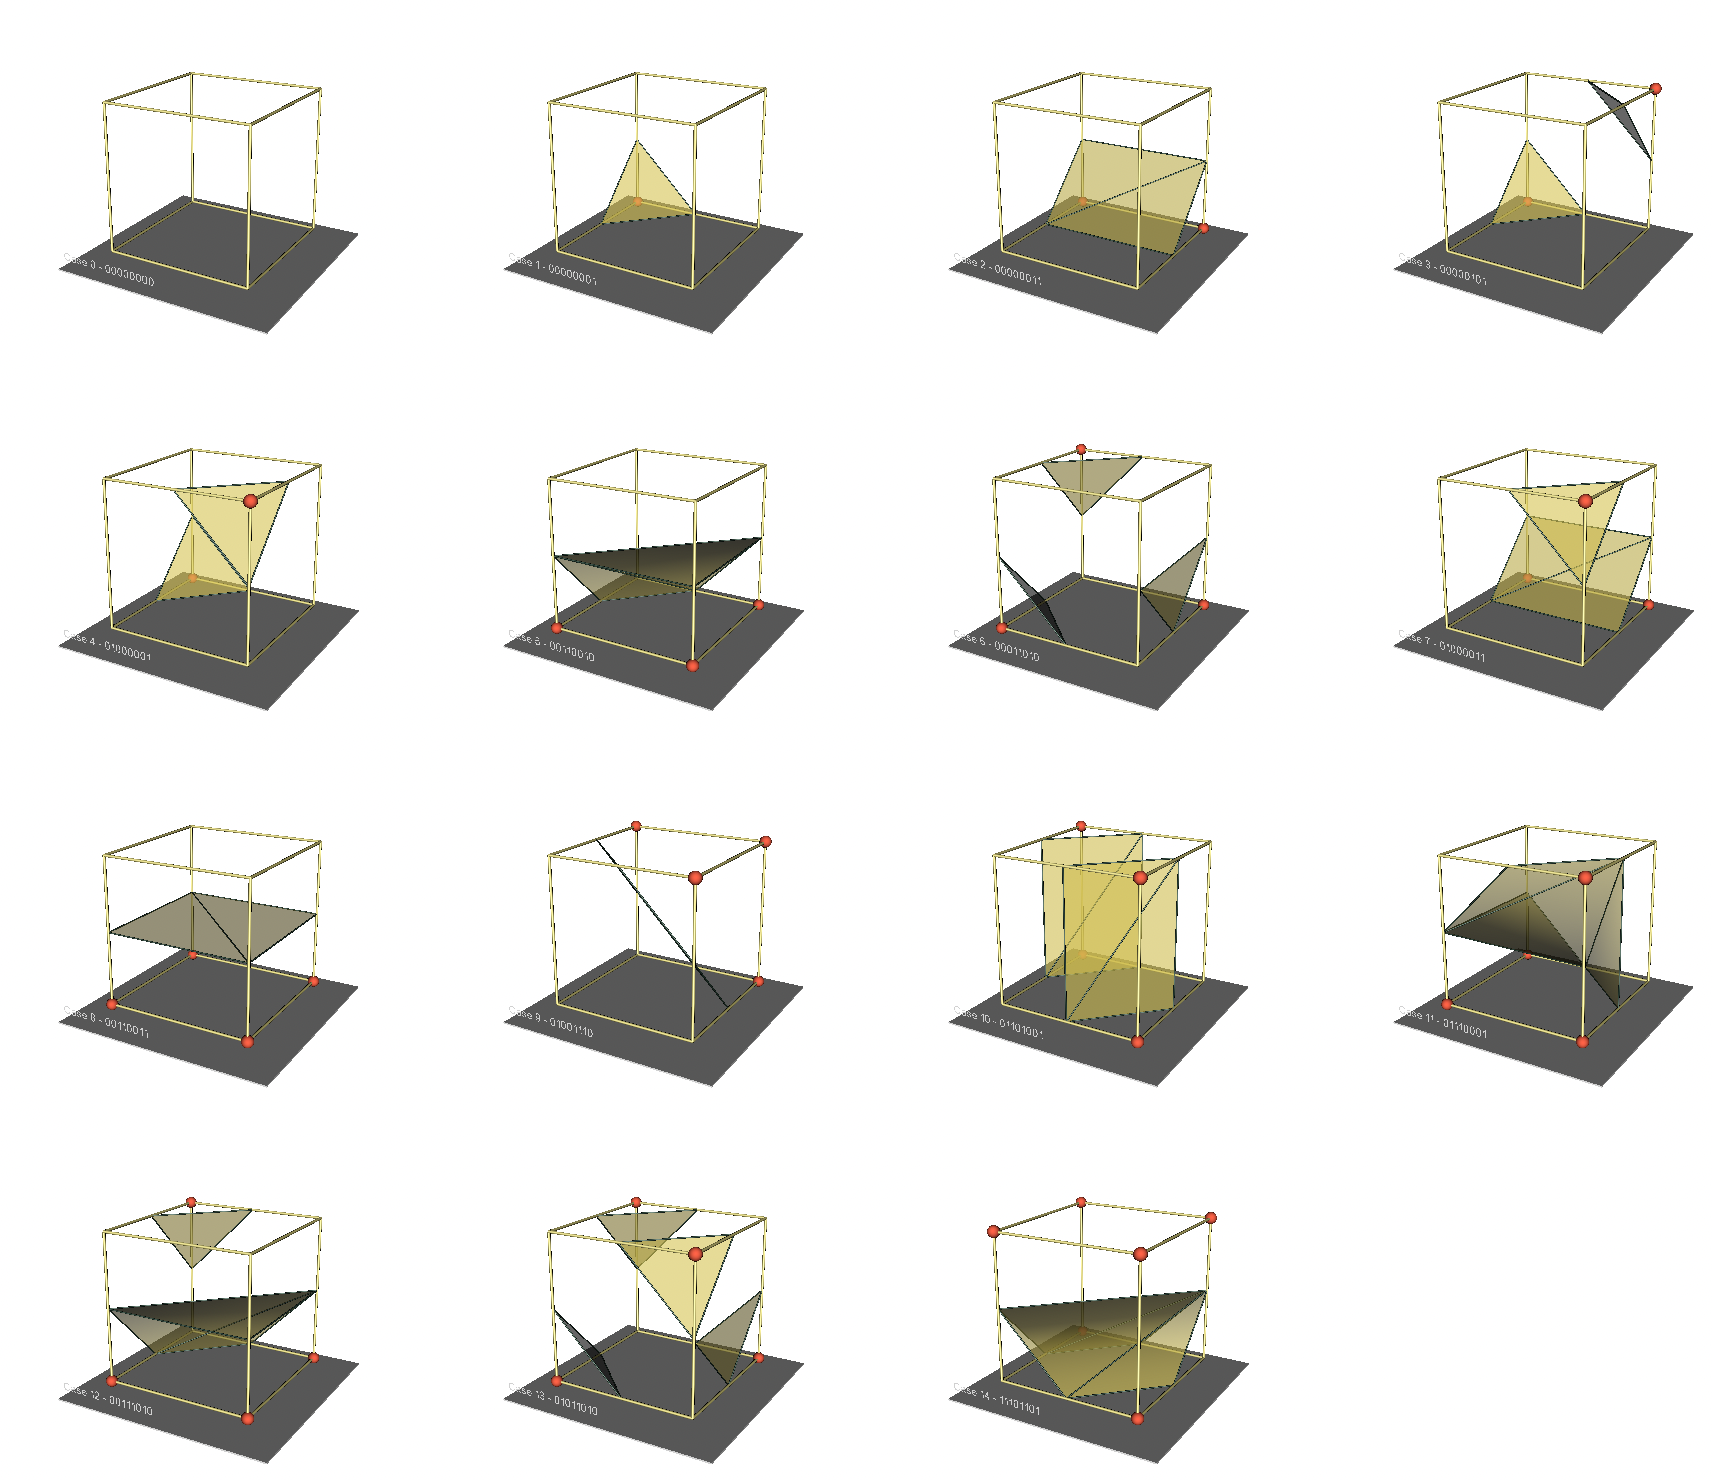 Case 0 - 00000000
Case 1 - 00000001
Case 2 - 00000011
Case 3 - 00000101
Case 4 - 01000001
Case 5 - 00110010
Case 6 - 00011010
Case 7 - 01000011
Case 8 - 00110011
Case 9 - 01001110
Case 10 - 01101001
Case 11 - 01110001
Case 12 - 00111010
Case 13 - 01011010
Case 14 - 11101101